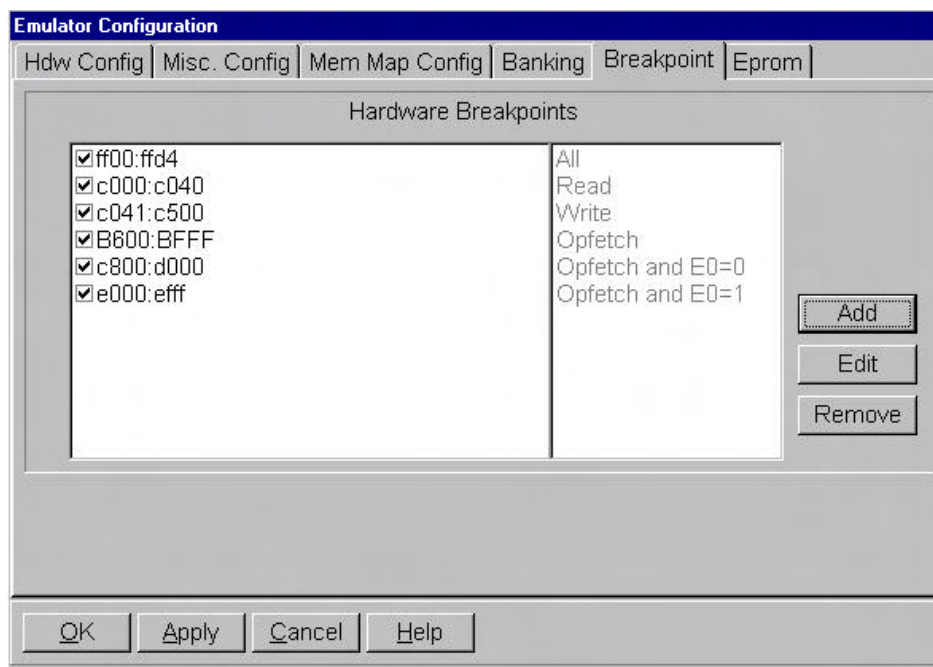 Emulator Configuration
Hdw Config Misc. Config Mem Map Config Banking Breakpoint Eprom
Hardware Breakpoints
ff00:ffd4 All
c000:c040 Read
c041:c500 Write
B600:BFFF Opfetch
c800:d000 Opfetch and E0=0
e000:efff Opfetch and E0=1
Add
Edit
Remove
OK Apply Cancel Help